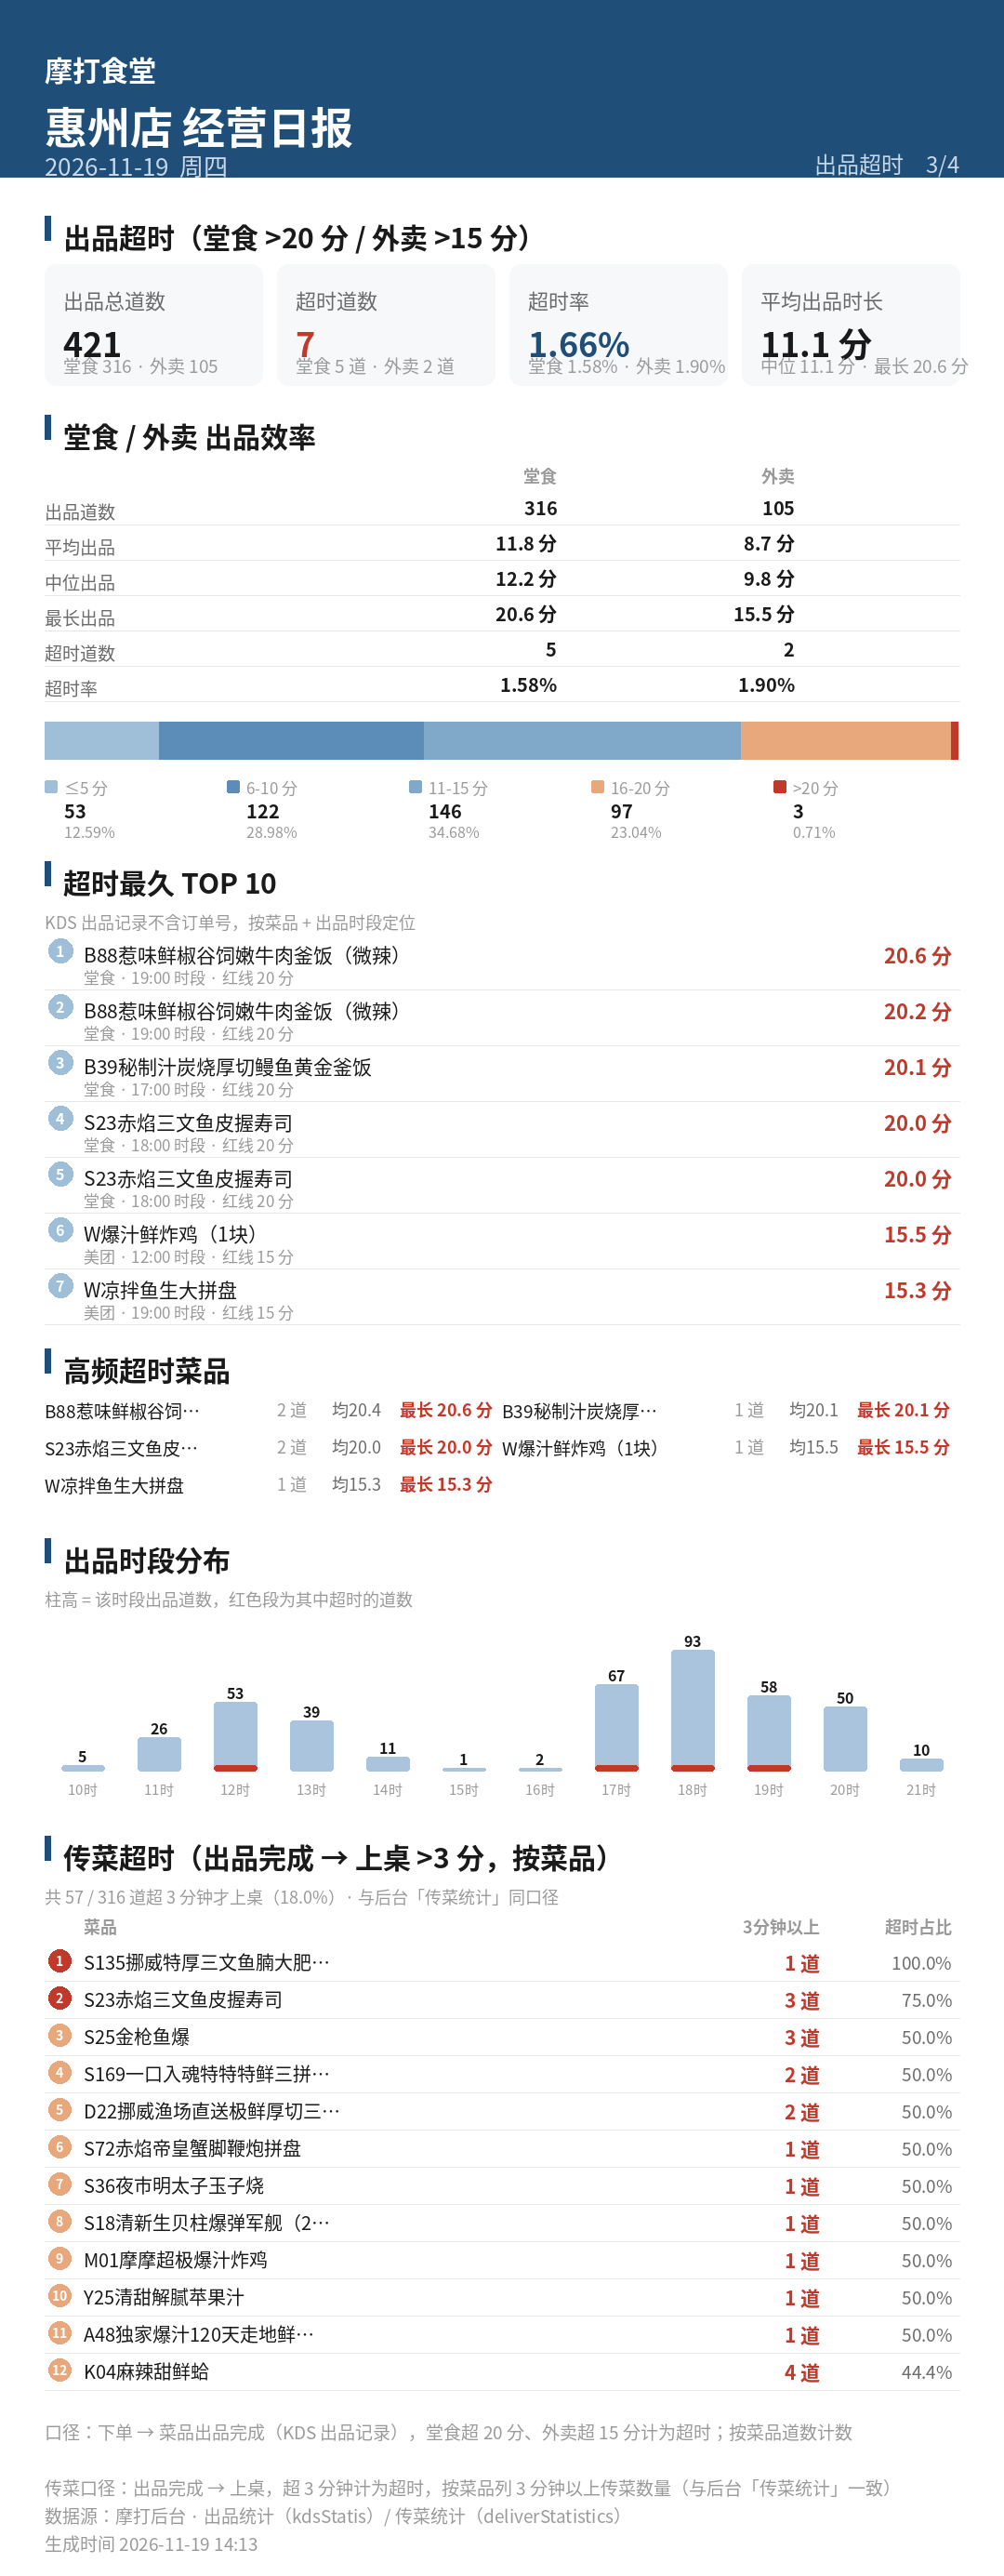 摩打食堂
惠州店 经营日报
2026-11-19 周四
出品超时 3/4
出品超时（堂食 >20 分 / 外卖 >15 分）
出品总道数 超时道数 超时率 平均出品时长
421 7 1.66% 11.1 分
堂食 316 · 外卖 105 堂食 5 道 · 外卖 2 道 堂食 1.58% · 外卖 1.90% 中位 11.1 分 · 最长 20.6 分
堂食 / 外卖 出品效率
堂食 外卖
出品道数 316 105
平均出品 11.8 分 8.7 分
中位出品 12.2 分 9.8 分
最长出品 20.6 分 15.5 分
超时道数 5 2
超时率 1.58% 1.90%
≤5 分 6-10 分 11-15 分 16-20 分 >20 分
53 122 146 97 3
12.59% 28.98% 34.68% 23.04% 0.71%
超时最久 TOP 10
KDS 出品记录不含订单号，按菜品 + 出品时段定位
1 B88惹味鲜椒谷饲嫩牛肉釜饭（微辣） 20.6 分
堂食 · 19:00 时段 · 红线 20 分
2 B88惹味鲜椒谷饲嫩牛肉釜饭（微辣） 20.2 分
堂食 · 19:00 时段 · 红线 20 分
3 B39秘制汁炭烧厚切鳗鱼黄金釜饭 20.1 分
堂食 · 17:00 时段 · 红线 20 分
4 S23赤焰三文鱼皮握寿司 20.0 分
堂食 · 18:00 时段 · 红线 20 分
5 S23赤焰三文鱼皮握寿司 20.0 分
堂食 · 18:00 时段 · 红线 20 分
6 W爆汁鲜炸鸡（1块） 15.5 分
美团 · 12:00 时段 · 红线 15 分
7 W凉拌鱼生大拼盘 15.3 分
美团 · 19:00 时段 · 红线 15 分
高频超时菜品
B88惹味鲜椒谷饲… 2 道 均20.4 最长 20.6 分 B39秘制汁炭烧厚… 1 道 均20.1 最长 20.1 分
S23赤焰三文鱼皮… 2 道 均20.0 最长 20.0 分 W爆汁鲜炸鸡（1块） 1 道 均15.5 最长 15.5 分
W凉拌鱼生大拼盘 1 道 均15.3 最长 15.3 分
出品时段分布
柱高 = 该时段出品道数，红色段为其中超时的道数
5 26 53 39 11 1 2 67 93 58 50 10
10时 11时 12时 13时 14时 15时 16时 17时 18时 19时 20时 21时
传菜超时（出品完成 → 上桌 >3 分，按菜品）
共 57 / 316 道超 3 分钟才上桌（18.0%）· 与后台「传菜统计」同口径
菜品 3分钟以上 超时占比
1 S135挪威特厚三文鱼腩大肥… 1 道 100.0%
2 S23赤焰三文鱼皮握寿司 3 道 75.0%
3 S25金枪鱼爆 3 道 50.0%
4 S169一口入魂特特特鲜三拼… 2 道 50.0%
5 D22挪威渔场直送极鲜厚切三… 2 道 50.0%
6 S72赤焰帝皇蟹脚鞭炮拼盘 1 道 50.0%
7 S36夜市明太子玉子烧 1 道 50.0%
8 S18清新生贝柱爆弹军舰（2… 1 道 50.0%
9 M01摩摩超极爆汁炸鸡 1 道 50.0%
10 Y25清甜解腻苹果汁 1 道 50.0%
11 A48独家爆汁120天走地鲜… 1 道 50.0%
12 K04麻辣甜鲜蛤 4 道 44.4%
口径：下单 → 菜品出品完成（KDS 出品记录），堂食超 20 分、外卖超 15 分计为超时；按菜品道数计数
传菜口径：出品完成 → 上桌，超 3 分钟计为超时，按菜品列 3 分钟以上传菜数量（与后台「传菜统计」一致）
数据源：摩打后台 · 出品统计（kdsStatis）/ 传菜统计（deliverStatistics）
生成时间 2026-11-19 14:13